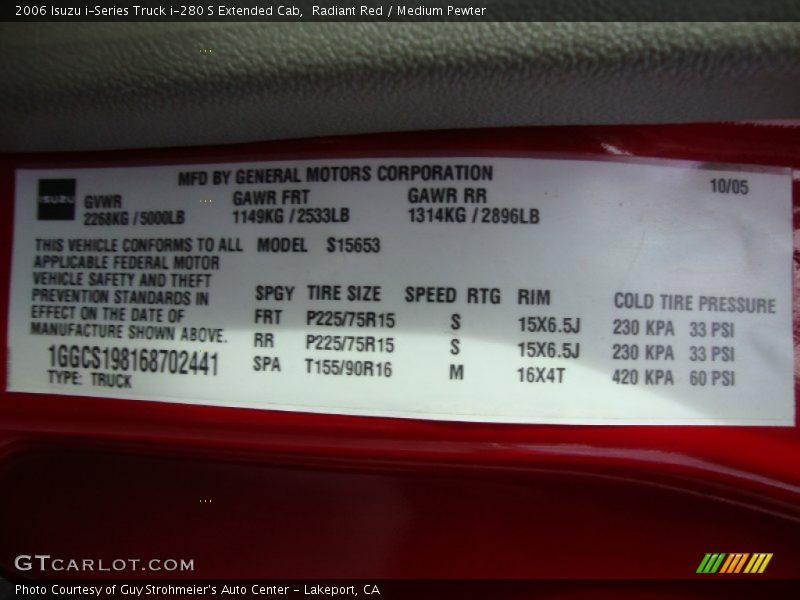 2006 Isuzu i-Series Truck i-280 S Extended Cab,  Radiant Red / Medium Pewter
MFD BY GENERAL MOTORS CORPORATION
10/05
ISUZU
GVWR GAWR FRT GAWR RR
2268KG / 5000LB 1149KG / 2533LB 1314KG / 2896LB
THIS VEHICLE CONFORMS TO ALL
APPLICABLE FEDERAL MOTOR
VEHICLE SAFETY AND THEFT
PREVENTION STANDARDS IN
EFFECT ON THE DATE OF
MANUFACTURE SHOWN ABOVE.
1GGCS198168702441
TYPE: TRUCK
MODEL S15653
SPGY TIRE SIZE SPEED RTG RIM COLD TIRE PRESSURE
FRT P225/75R15 S 15X6.5J 230 KPA 33 PSI
RR P225/75R15 S 15X6.5J 230 KPA 33 PSI
SPA T155/90R16 M 16X4T 420 KPA 60 PSI
GTCARLOT.COM
Photo Courtesy of Guy Strohmeier's Auto Center - Lakeport, CA